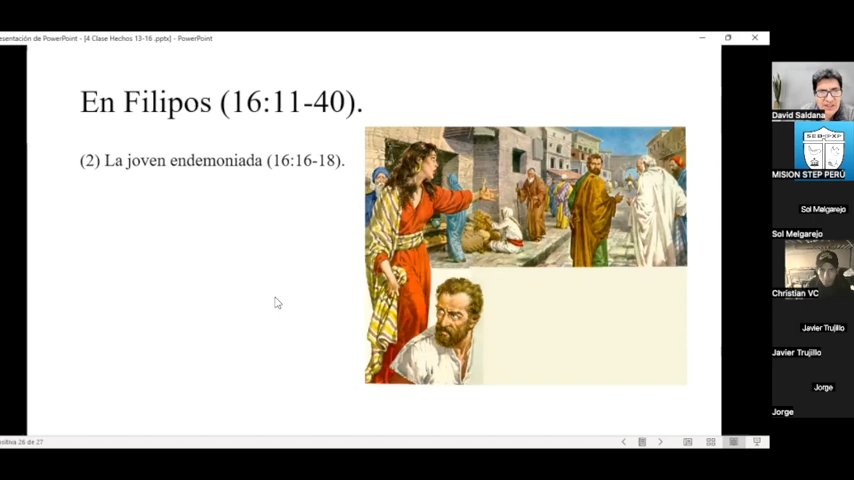 esentación de PowerPoint - [4 Clase Hechos 13-16 .pptx] - PowerPoint
En Filipos (16:11-40).
(2) La joven endemoniada (16:16-18).
David Saldana
MISION STEP PERÚ
Sol Melgarejo
Sol Melgarejo
Christian VC
Javier Trujillo
Javier Trujillo
Jorge
Jorge
ositiva 26 de 27